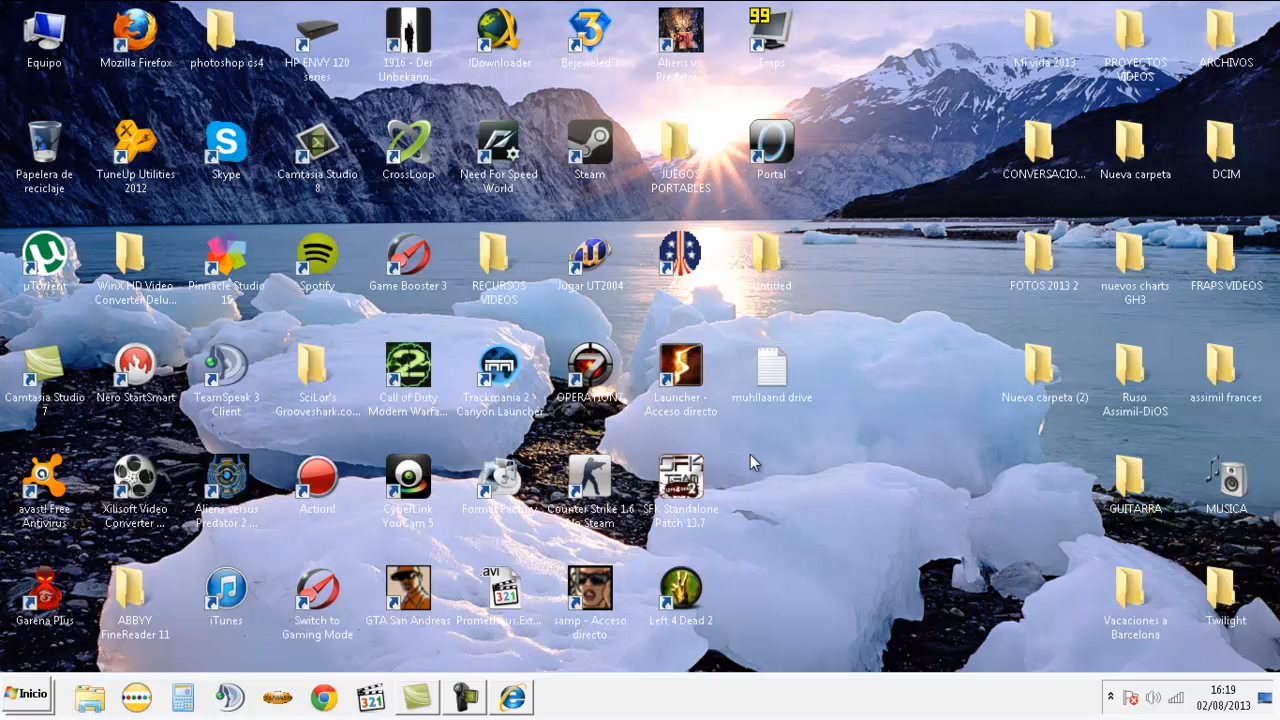 99
Equipo
Mozilla Firefox
photoshop cs4
HP ENVY 120
series
1916 - Der
Unbekann...
JDownloader
Bejeweled 3
Aliens vs.
Predator...
Fraps
Mi vida 2013
PROYECTOS
VIDEOS
ARCHIVOS
Papelera de
reciclaje
TuneUp Utilities
2012
Skype
Camtasia Studio
8
CrossLoop
Need For Speed
World
Steam
JUEGOS
PORTABLES
Portal
CONVERSACIO...
Nueva carpeta
DCIM
µTorrent
WinX HD Video
Converter Delu...
Pinnacle Studio
15
Spotify
Game Booster 3
RECURSOS
VIDEOS
Jugar UT2004
Untitled
FOTOS 2013 2
nuevos charts
GH3
FRAPS VIDEOS
Camtasia Studio
7
Nero StartSmart
TeamSpeak 3
Client
SciLor's
Grooveshark.co...
Call of Duty
Modern Warfa...
Trackmania 2 -
Canyon Launcher
OPERATION7
Launcher -
Acceso directo
muhllaand drive
Nueva carpeta (2)
Ruso
Assimil-DiOS
assimil frances
avast! Free
Antivirus
Xilisoft Video
Converter ...
Aliens versus
Predator 2 ...
Action!
CyberLink
YouCam 5
Format Factory
Counter Strike 1.6
No Steam
SFK TEAM
SFK Standalone
Patch 13.7
GUITARRA
MUSICA
Garena Plus
ABBYY
FineReader 11
iTunes
Switch to
Gaming Mode
GTA San Andreas
avi
321
Prometheus.Ext...
samp - Acceso
directo
Left 4 Dead 2
Vacaciones a
Barcelona
Twilight
Inicio
321
16:19
02/08/2013